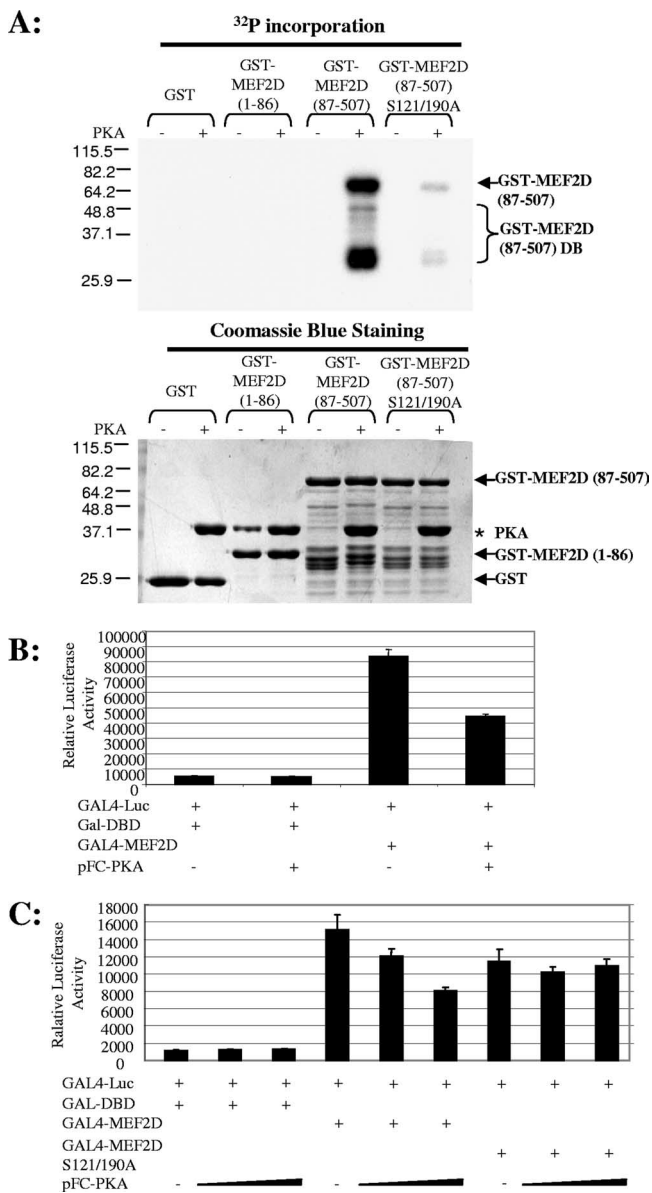 A:
32P incorporation
GST
GST-
MEF2D
(1-86)
GST-
MEF2D
(87-507)
GST-MEF2D
(87-507)
S121/190A
PKA - + - + - + - +
115.5
82.2
64.2
48.8
37.1
25.9
GST-MEF2D
(87-507)
GST-MEF2D
(87-507) DB
Coomassie Blue Staining
GST
GST-
MEF2D
(1-86)
GST-
MEF2D
(87-507)
GST-MEF2D
(87-507)
S121/190A
PKA - + - + - + - +
115.5
82.2
64.2
48.8
37.1
25.9
GST-MEF2D (87-507)
* PKA
GST-MEF2D (1-86)
GST
B:
Relative Luciferase
Activity
100000
90000
80000
70000
60000
50000
40000
30000
20000
10000
0
GAL4-Luc + + + +
Gal-DBD + +
GAL4-MEF2D + +
pFC-PKA - + - +
C:
Ralative Luciferase
Activity
18000
16000
14000
12000
10000
8000
6000
4000
2000
0
GAL4-Luc + + + + + + + + +
GAL-DBD + + +
GAL4-MEF2D + + +
GAL4-MEF2D
S121/190A + + +
pFC-PKA - - -